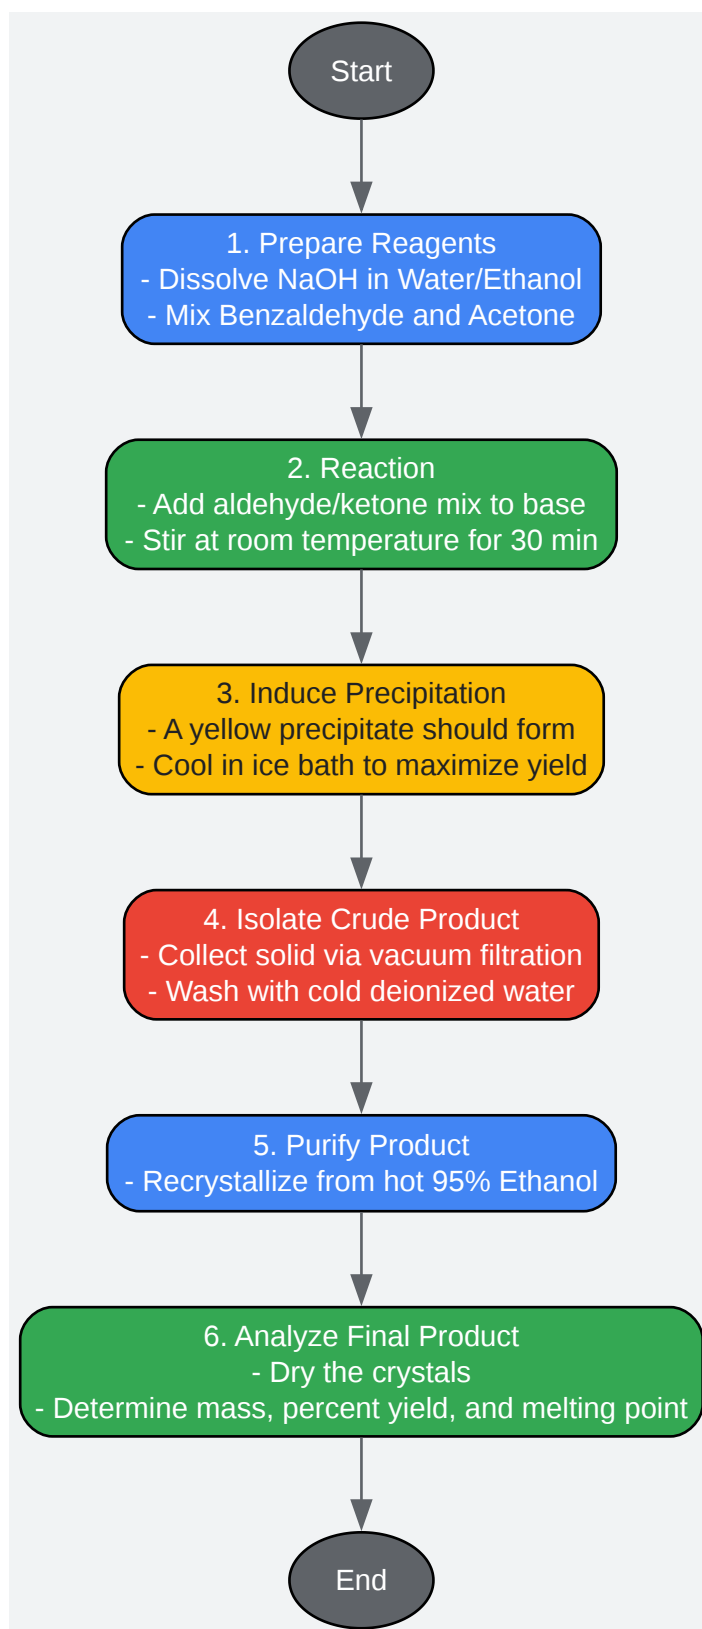 Start
1. Prepare Reagents
- Dissolve NaOH in Water/Ethanol
- Mix Benzaldehyde and Acetone
2. Reaction
- Add aldehyde/ketone mix to base
- Stir at room temperature for 30 min
3. Induce Precipitation
- A yellow precipitate should form
- Cool in ice bath to maximize yield
4. Isolate Crude Product
- Collect solid via vacuum filtration
- Wash with cold deionized water
5. Purify Product
- Recrystallize from hot 95% Ethanol
6. Analyze Final Product
- Dry the crystals
- Determine mass, percent yield, and melting point
End